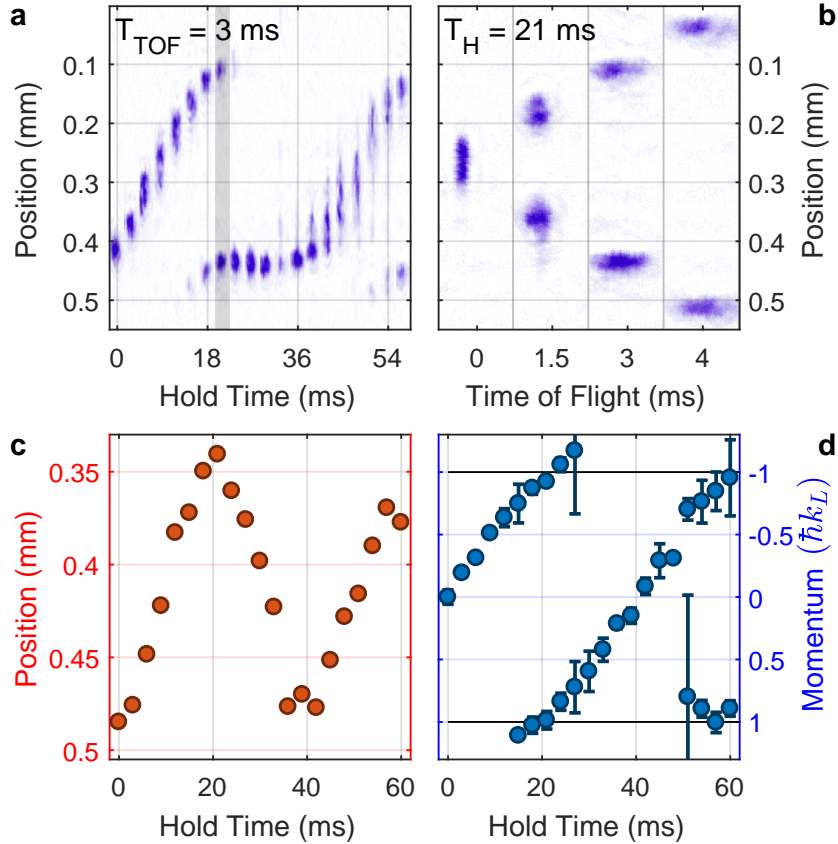 a
T_TOF = 3 ms
T_H = 21 ms
b
0.1
0.2
0.3
0.4
0.5
Position (mm)
0 18 36 54
Hold Time (ms)
0 1.5 3 4
Time of Flight (ms)
0.1
0.2
0.3
0.4
0.5
Position (mm)
c
0.35
0.4
0.45
0.5
Position (mm)
0 20 40 60
Hold Time (ms)
d
-1
-0.5
0
0.5
1
Momentum (ħk_L)
0 20 40 60
Hold Time (ms)